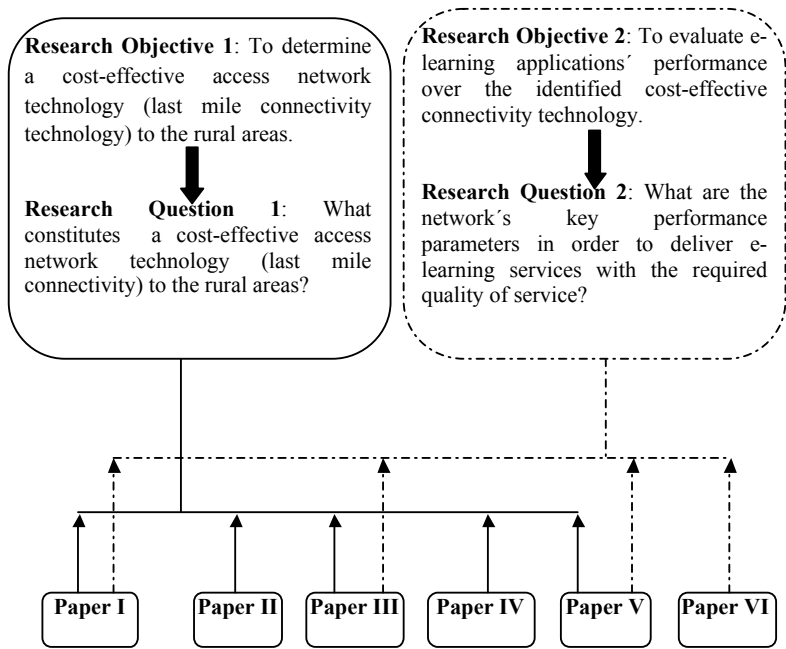 Research Objective 1: To determine
a cost-effective access network
technology (last mile connectivity
technology) to the rural areas.
Research Question 1: What
constitutes a cost-effective access
network technology (last mile
connectivity) to the rural areas?
Research Objective 2: To evaluate e-
learning applications´ performance
over the identified cost-effective
connectivity technology.
Research Question 2: What are the
network´s key performance
parameters in order to deliver e-
learning services with the required
quality of service?
Paper I
Paper II
Paper III
Paper IV
Paper V
Paper VI